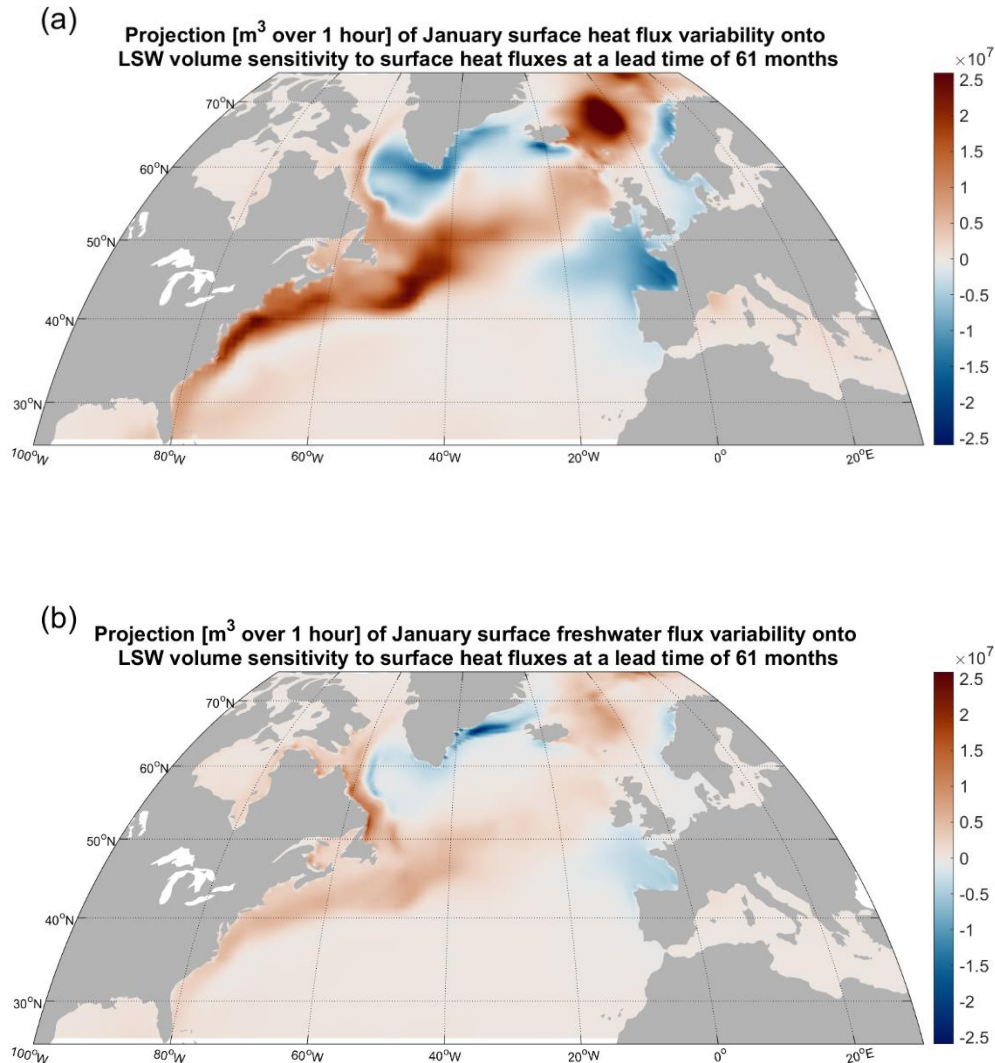 (a)
Projection [m³ over 1 hour] of January surface heat flux variability onto
LSW volume sensitivity to surface heat fluxes at a lead time of 61 months
×10⁷
2.5
2
1.5
1
0.5
0
-0.5
-1
-1.5
-2
-2.5
70°N
60°N
50°N
40°N
30°N
100°W 80°W 60°W 40°W 20°W 0° 20°E
(b)
Projection [m³ over 1 hour] of January surface freshwater flux variability onto
LSW volume sensitivity to surface heat fluxes at a lead time of 61 months
×10⁷
2.5
2
1.5
1
0.5
0
-0.5
-1
-1.5
-2
-2.5
70°N
60°N
50°N
40°N
30°N
100°W 80°W 60°W 40°W 20°W 0° 20°E